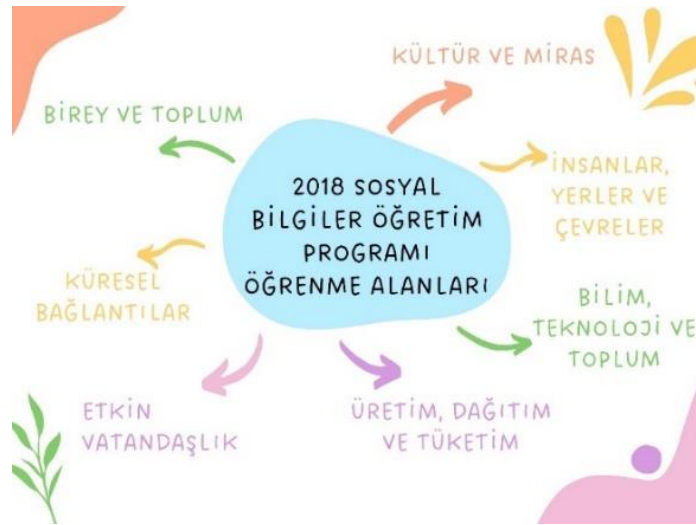 2018 SOSYAL
BİLGİLER ÖĞRETİM
PROGRAMI
ÖĞRENME ALANLARI
BİREY VE TOPLUM
KÜLTÜR VE MİRAS
İNSANLAR,
YERLER VE
ÇEVRELER
BİLİM,
TEKNOLOJİ VE
TOPLUM
ÜRETİM, DAĞITIM
VE TÜKETİM
ETKİN
VATANDAŞLIK
KÜRESEL
BAĞLANTILAR